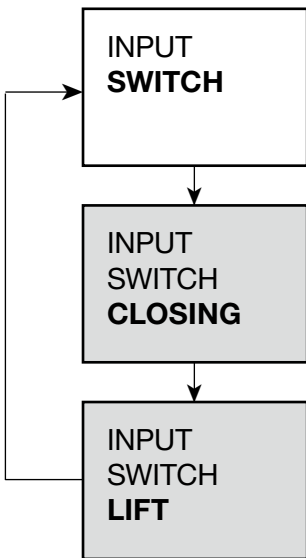 INPUT
SWITCH
INPUT
SWITCH
CLOSING
INPUT
SWITCH
LIFT